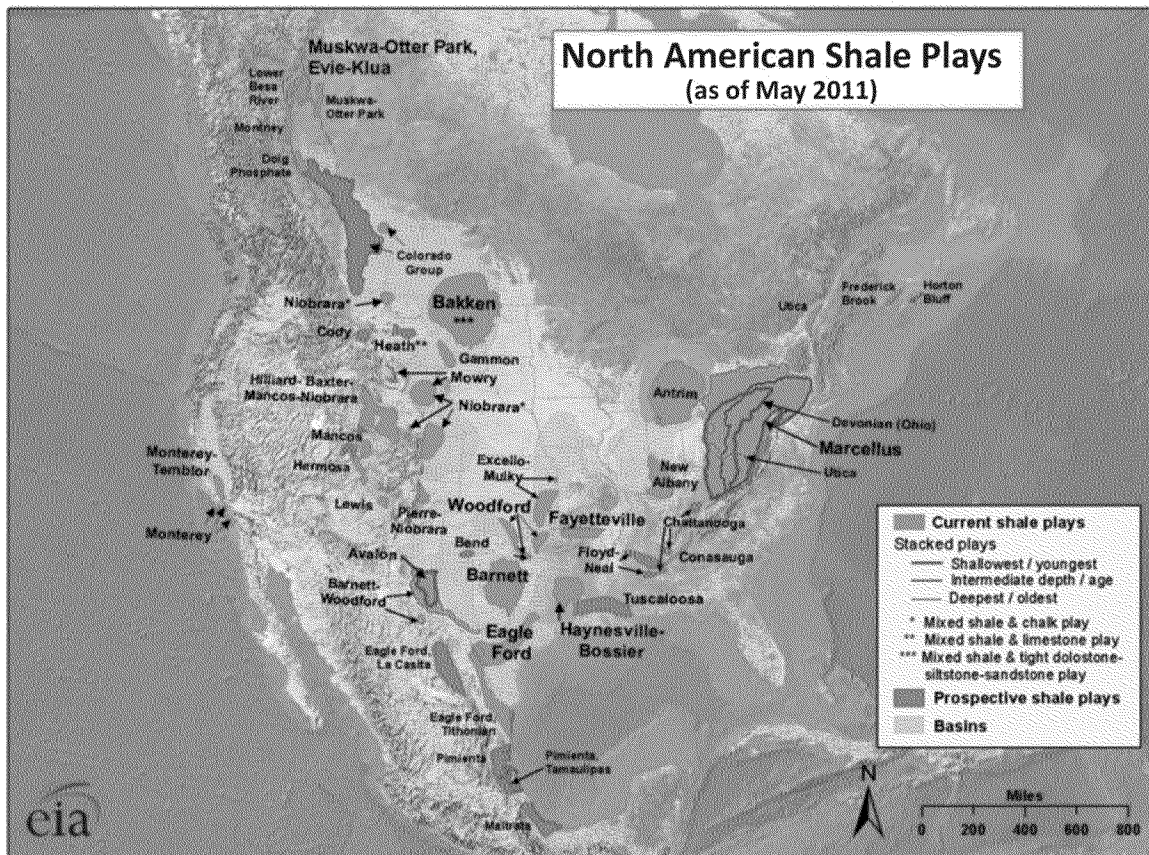 North American Shale Plays
(as of May 2011)
Muskwa-Otter Park,
Evie-Klua
Lower
Besa
River
Muskwa-
Otter Park
Montney
Doig
Phosphate
Colorado
Group
Niobrara*
Bakken
***
Cody
Heath**
Gammon
Mowry
Hilliard- Baxter-
Mancos-Niobrara
Niobrara*
Mancos
Monterey-
Temblor
Hermosa
Excello-
Mulky
Lewis
Pierre-
Niobrara
Woodford
Fayetteville
Monterey
Avalon
Bend
Barnett-
Woodford
Barnett
Floyd-
Neal
Chattanooga
Conasauga
Tuscaloosa
Eagle
Ford
Haynesville-
Bossier
Eagle Ford,
La Casita
Eagle Ford,
Tithonian
Pimienta
Pimienta,
Tamaulipas
Maltrata
Utica
Frederick
Brook
Horton
Bluff
Antrim
Devonian (Ohio)
Marcellus
Utica
New
Albany
Current shale plays
Stacked plays
Shallowest / youngest
Intermediate depth / age
Deepest / oldest
* Mixed shale & chalk play
** Mixed shale & limestone play
*** Mixed shale & tight dolostone-
siltstone-sandstone play
Prospective shale plays
Basins
N
Miles
0 200 400 600 800
eia